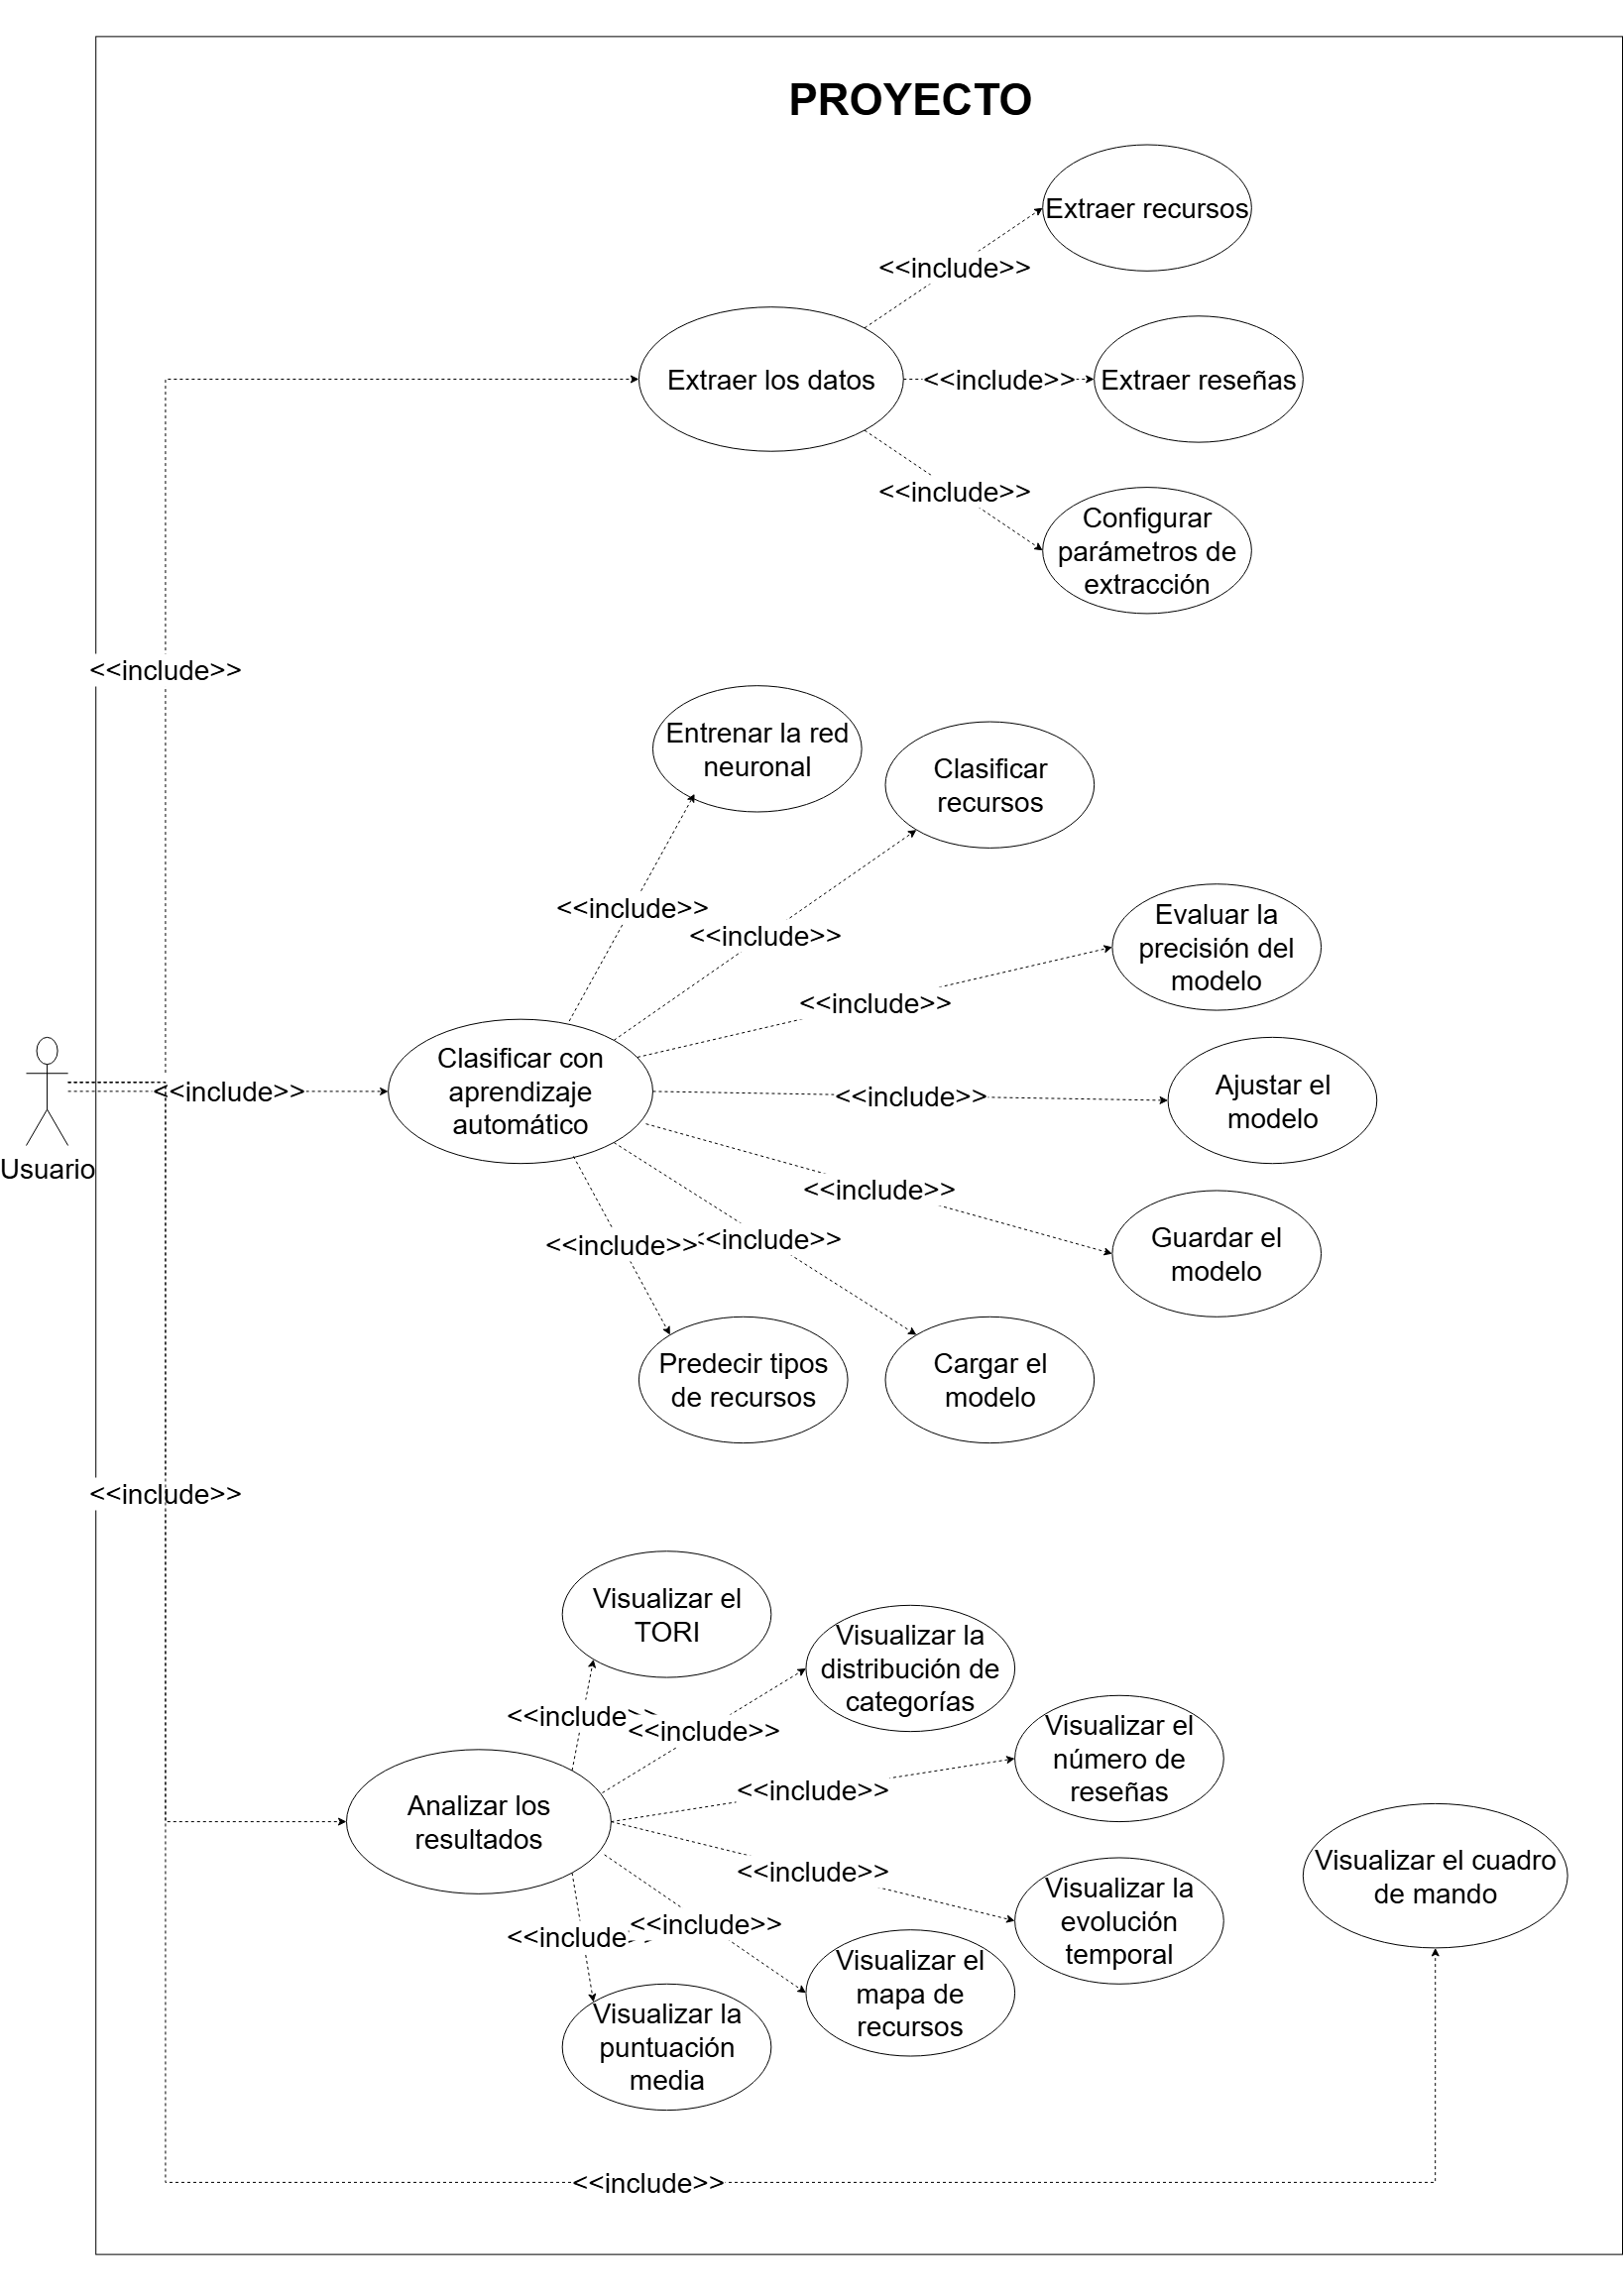 PROYECTO
Extraer recursos
<<include>>
Extraer los datos
<<include>>
Extraer reseñas
<<include>>
Configurar
parámetros de
extracción
<<include>>
Entrenar la red
neuronal
Clasificar
recursos
<<include>>
<<include>>
Evaluar la
precisión del
modelo
<<include>>
Usuario
<<include>>
Clasificar con
aprendizaje
automático
<<include>>
Ajustar el
modelo
<<include>>
Guardar el
modelo
<<include>>
<<include>>
Predecir tipos
de recursos
Cargar el
modelo
<<include>>
Visualizar el
TORI
Visualizar la
distribución de
categorías
<<include>>
<<include>>
Visualizar el
número de
reseñas
<<include>>
Analizar los
resultados
Visualizar el cuadro
de mando
<<include>>
Visualizar la
evolución
temporal
<<include>>
<<include>>
Visualizar el
mapa de
recursos
Visualizar la
puntuación
media
<<include>>